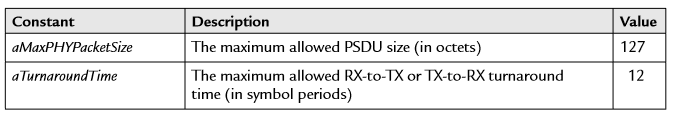 Constant Description Value
aMaxPHYPacketSize The maximum allowed PSDU size (in octets) 127
aTurnaroundTime The maximum allowed RX-to-TX or TX-to-RX turnaround 12
time (in symbol periods)